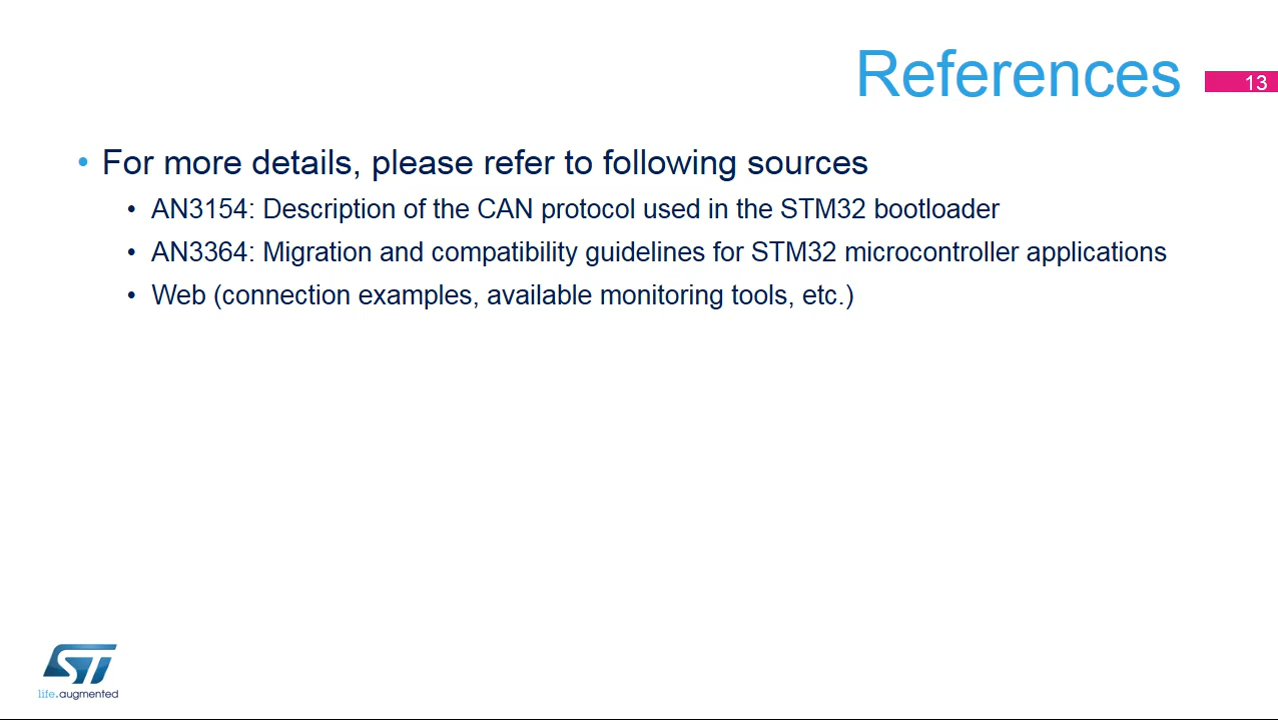 References
13
• For more details, please refer to following sources
• AN3154: Description of the CAN protocol used in the STM32 bootloader
• AN3364: Migration and compatibility guidelines for STM32 microcontroller applications
• Web (connection examples, available monitoring tools, etc.)
ST
life.augmented